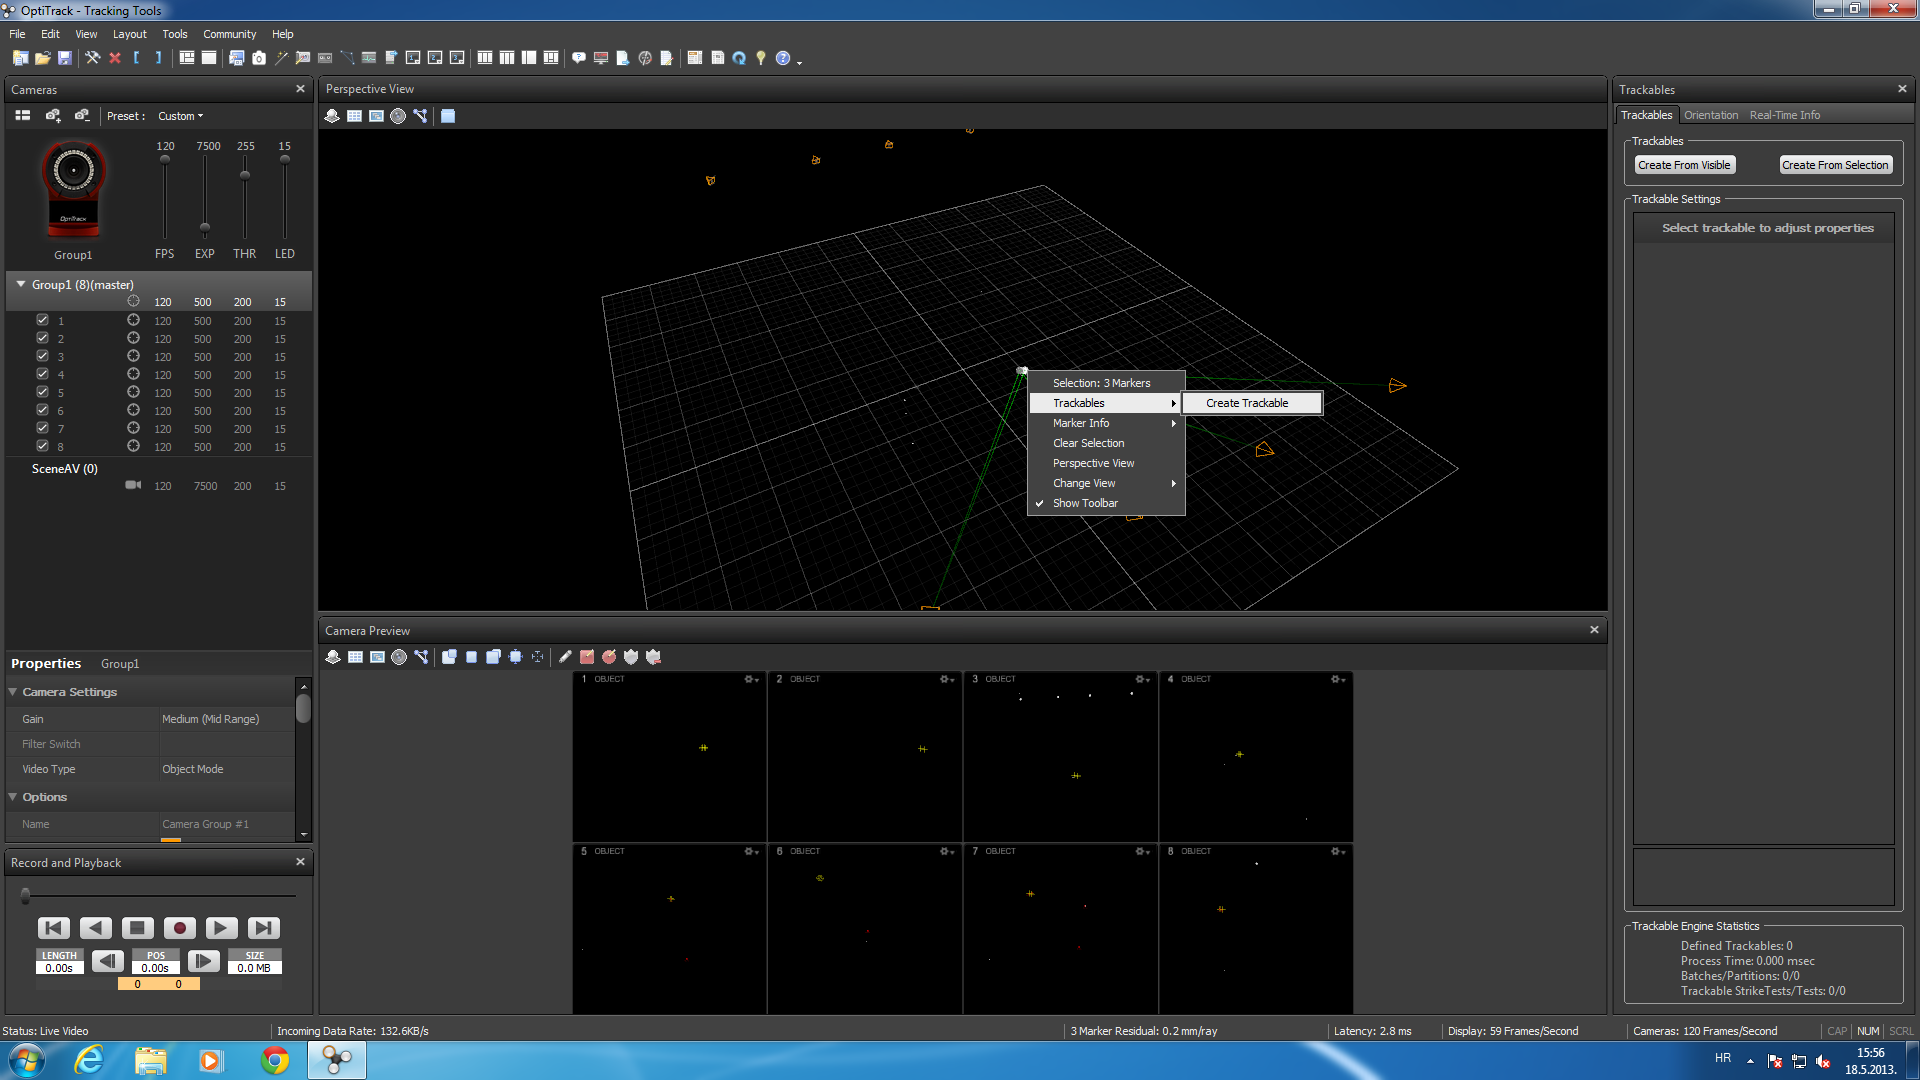 OptiTrack - Tracking Tools
File Edit View Layout Tools Community Help
Cameras
Preset : Custom
120 7500 255 15
OptiTrack
Group1
FPS EXP THR LED
Group1 (8)(master)
120 500 200 15
1 120 500 200 15
2 120 500 200 15
3 120 500 200 15
4 120 500 200 15
5 120 500 200 15
6 120 500 200 15
7 120 500 200 15
8 120 500 200 15
SceneAV (0)
120 7500 200 15
Properties Group1
Camera Settings
Gain Medium (Mid Range)
Filter Switch
Video Type Object Mode
Options
Name Camera Group #1
Record and Playback
LENGTH POS SIZE
0.00s 0.00s 0.0 MB
0 0
Perspective View
Selection: 3 Markers
Trackables
Create Trackable
Marker Info
Clear Selection
Perspective View
Change View
Show Toolbar
Camera Preview
1 OBJECT
2 OBJECT
3 OBJECT
4 OBJECT
5 OBJECT
6 OBJECT
7 OBJECT
8 OBJECT
Trackables
Trackables Orientation Real-Time Info
Trackables
Create From Visible Create From Selection
Trackable Settings
Select trackable to adjust properties
Trackable Engine Statistics
Defined Trackables: 0
Process Time: 0.000 msec
Batches/Partitions: 0/0
Trackable StrikeTests/Tests: 0/0
Status: Live Video Incoming Data Rate: 132.6KB/s 3 Marker Residual: 0.2 mm/ray Latency: 2.8 ms Display: 59 Frames/Second Cameras: 120 Frames/Second CAP NUM SCRL
HR
15:56
18.5.2013.